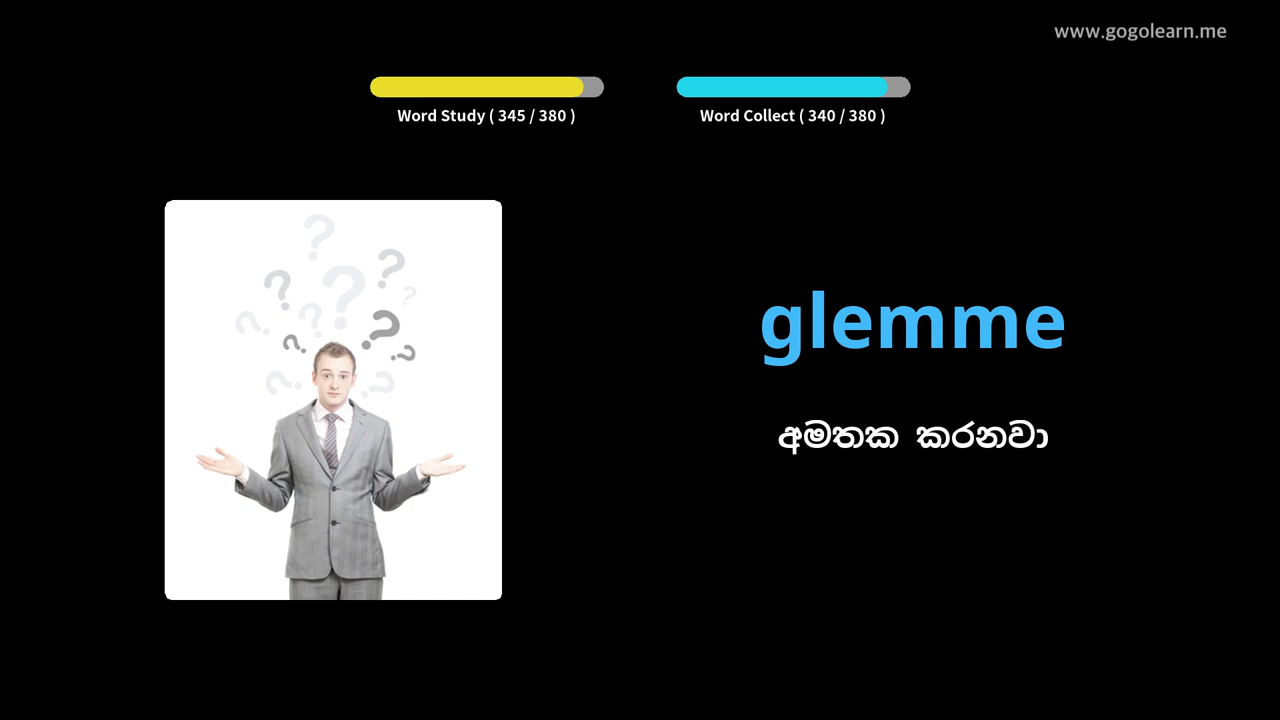 www.gogolearn.me
Word Study ( 345 / 380 )
Word Collect ( 340 / 380 )
glemme
අමතක කරනවා